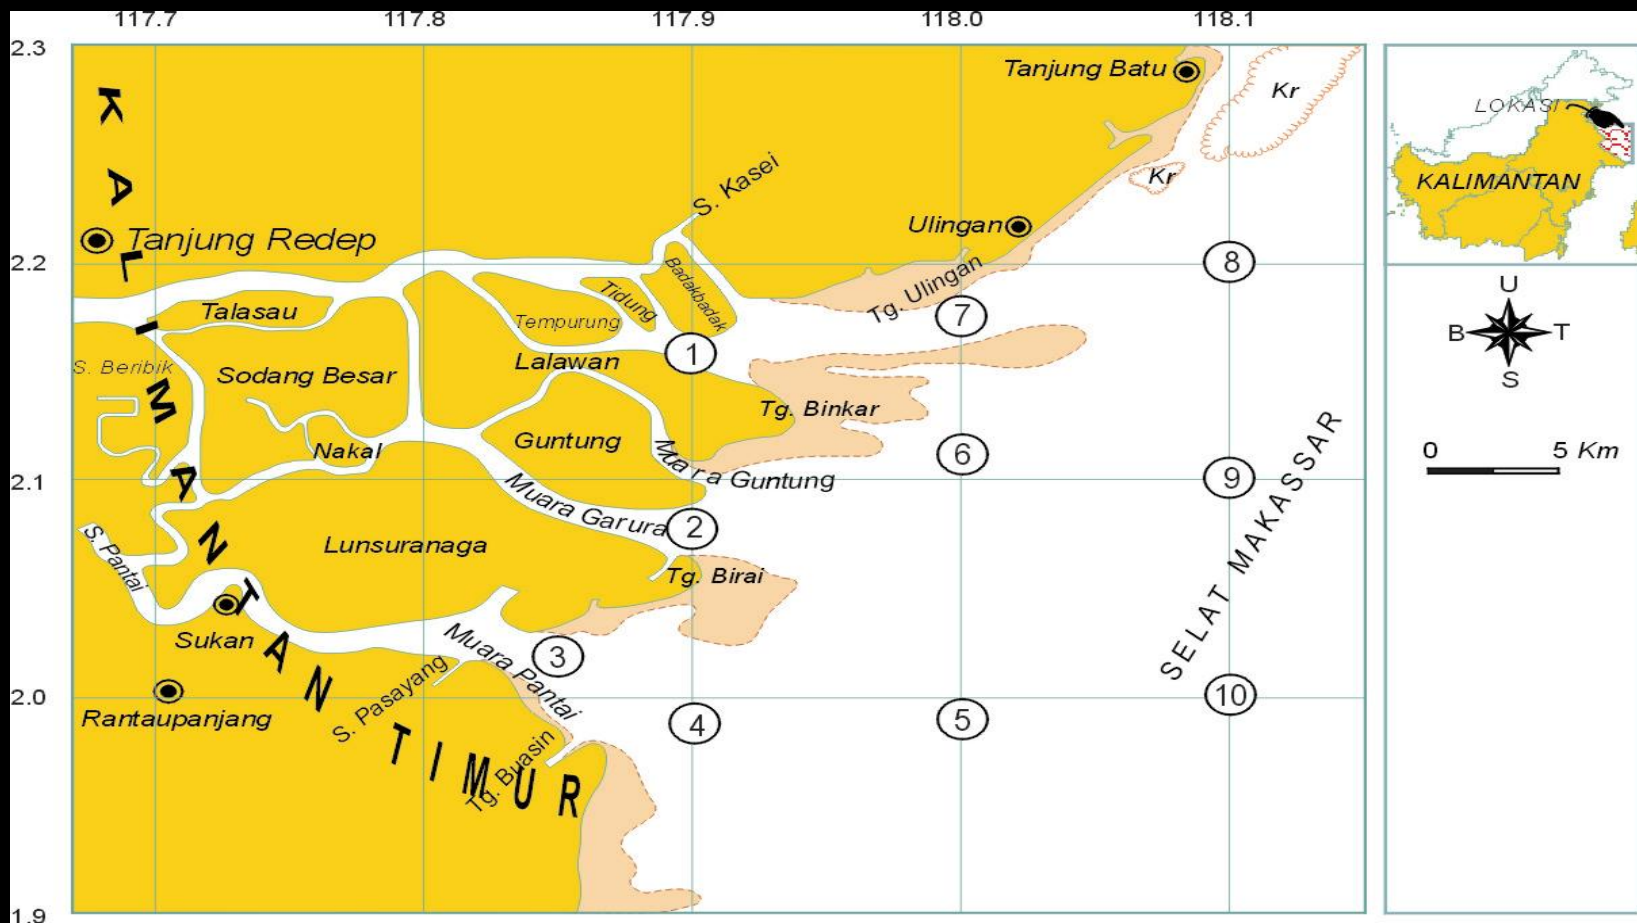 117.7 117.8 117.9 118.0 118.1
2.3
Tanjung Batu
Kr
LOKASI
KALIMANTAN
Kr
S. Kasei
Ulingan
Tanjung Redep
2.2
8
Badakbadak
Tg. Ulingan
U
Talasau
Tidung
Tempurung
7
B T
1
Lalawan
S. Beribik
Sodang Besar
S
Tg. Binkar
Guntung
Nakal
6
0 5 Km
2.1
Muara Guntung
9
Muara Garura
2
S. Pantai
Lunsuranaga
Tg. Birai
SELAT MAKASSAR
Sukan
Muara Pantai
3
2.0
10
Rantaupanjang
S. Pasayang
4
5
Tg. Buasin
KALIMANTAN TIMUR
1.9